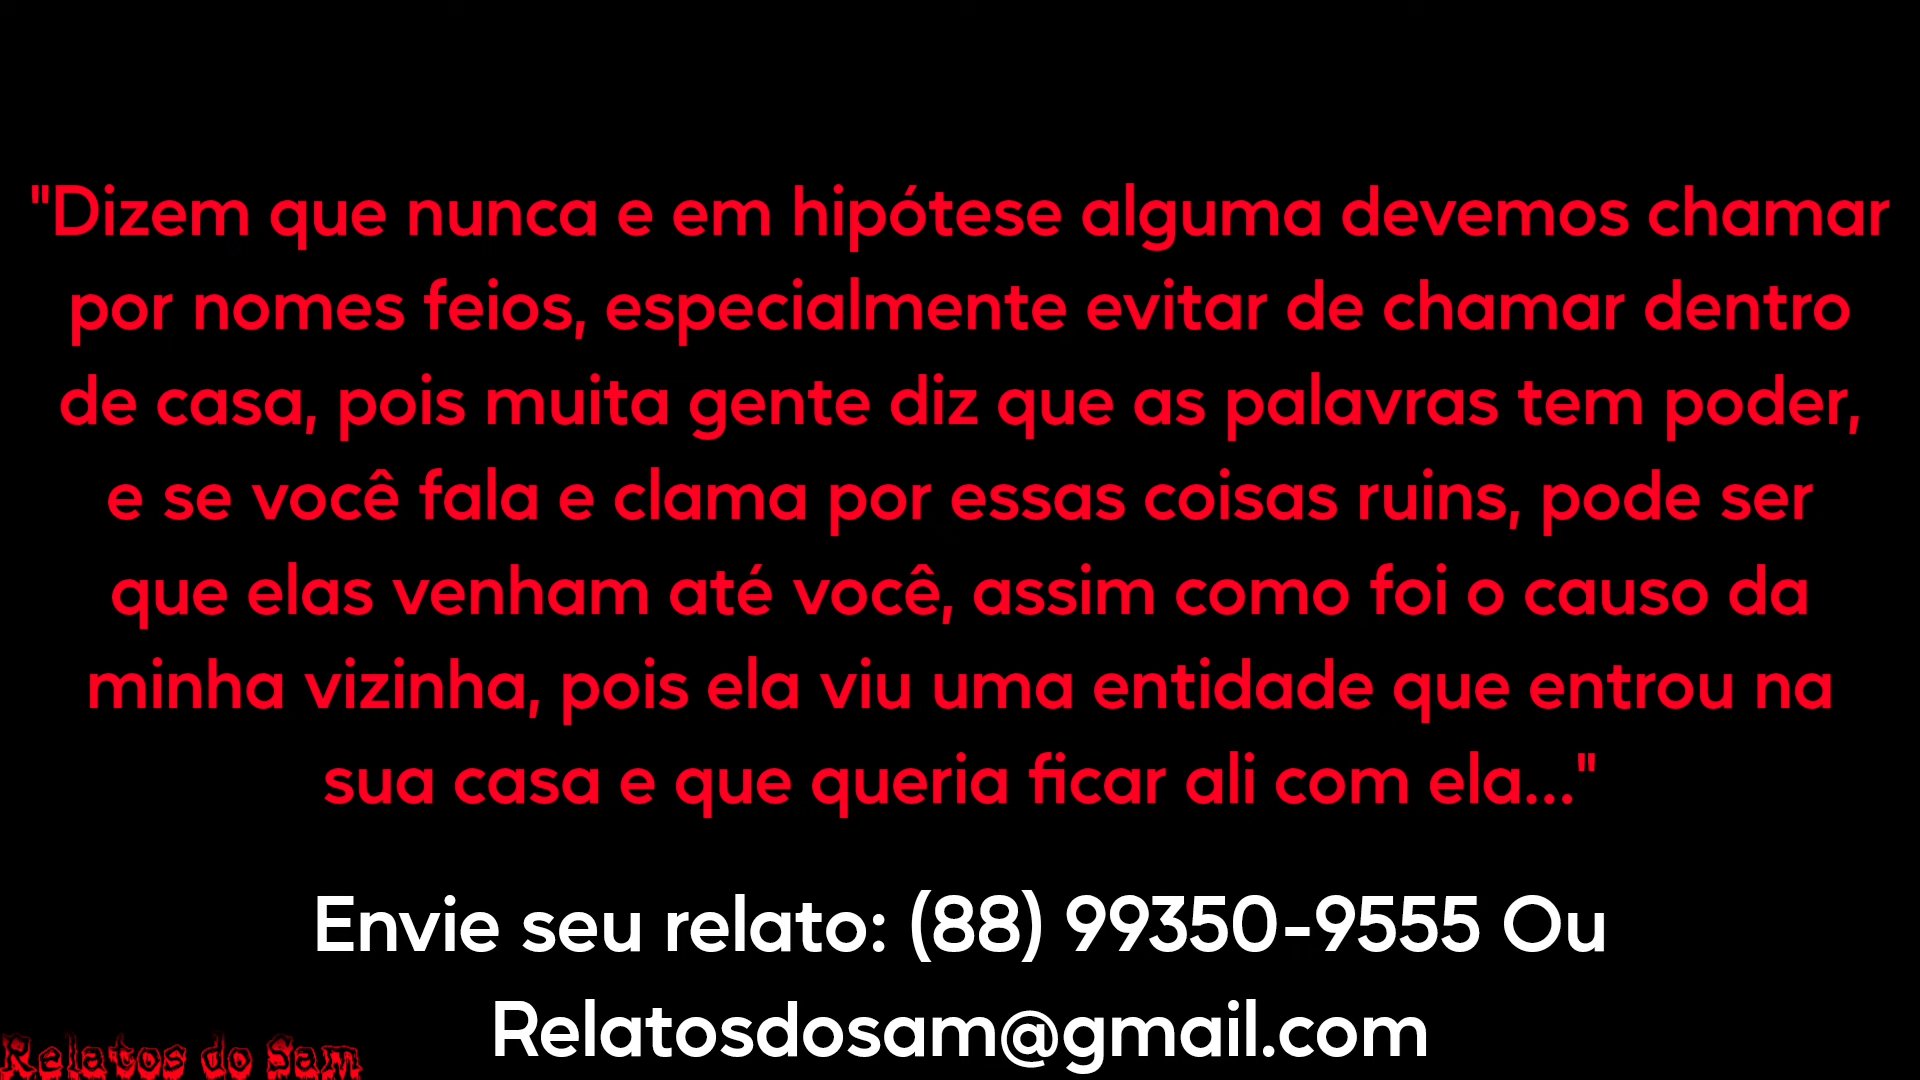 "Dizem que nunca e em hipótese alguma devemos chamar
por nomes feios, especialmente evitar de chamar dentro
de casa, pois muita gente diz que as palavras tem poder,
e se você fala e clama por essas coisas ruins, pode ser
que elas venham até você, assim como foi o causo da
minha vizinha, pois ela viu uma entidade que entrou na
sua casa e que queria ficar ali com ela..."
Envie seu relato: (88) 99350-9555 Ou
Relatosdosam@gmail.com
Relatos do Sam